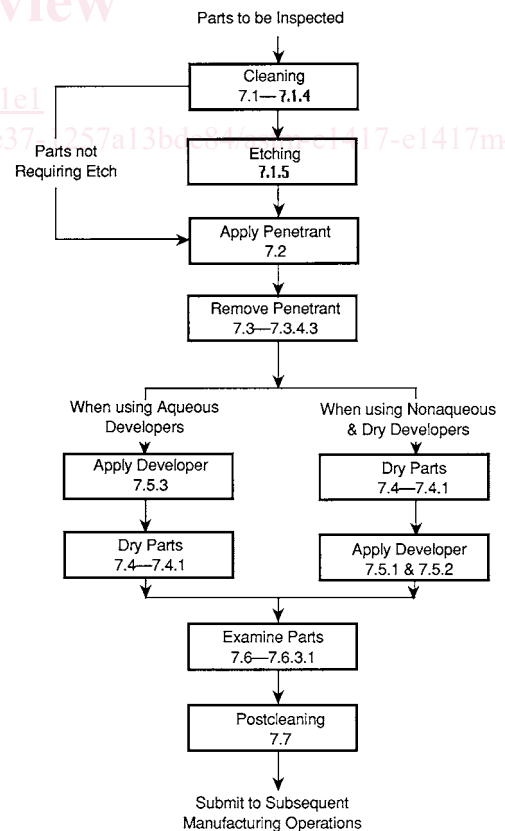 view
Parts to be Inspected
Cleaning
7.1—7.1.4
1e1
Parts not
Requiring Etch
Etching
7.1.5
Apply Penetrant
7.2
Remove Penetrant
7.3—7.3.4.3
When using Aqueous
Developers
When using Nonaqueous
& Dry Developers
Apply Developer
7.5.3
Dry Parts
7.4—7.4.1
Dry Parts
7.4—7.4.1
Apply Developer
7.5.1 & 7.5.2
Examine Parts
7.6—7.6.3.1
Postcleaning
7.7
Submit to Subsequent
Manufacturing Operations